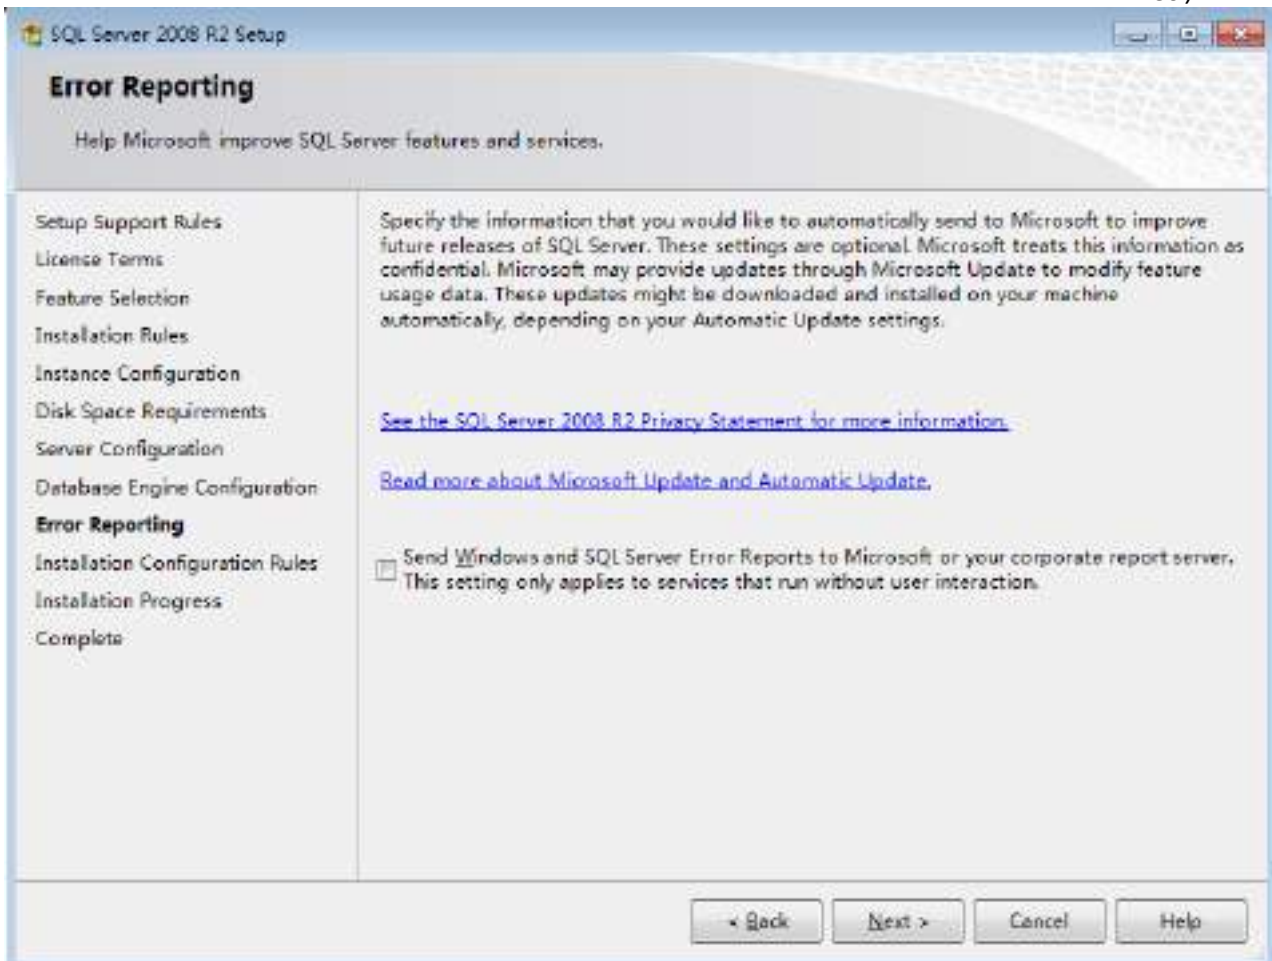 SQL Server 2008 R2 Setup
Error Reporting
Help Microsoft improve SQL Server features and services.
Setup Support Rules
License Terms
Feature Selection
Installation Rules
Instance Configuration
Disk Space Requirements
Server Configuration
Database Engine Configuration
Error Reporting
Installation Configuration Rules
Installation Progress
Complete
Specify the information that you would like to automatically send to Microsoft to improve
future releases of SQL Server. These settings are optional. Microsoft treats this information as
confidential. Microsoft may provide updates through Microsoft Update to modify feature
usage data. These updates might be downloaded and installed on your machine
automatically, depending on your Automatic Update settings.
See the SQL Server 2008 R2 Privacy Statement for more information.
Read more about Microsoft Update and Automatic Update.
Send Windows and SQL Server Error Reports to Microsoft or your corporate report server.
This setting only applies to services that run without user interaction.
< Back
Next >
Cancel
Help